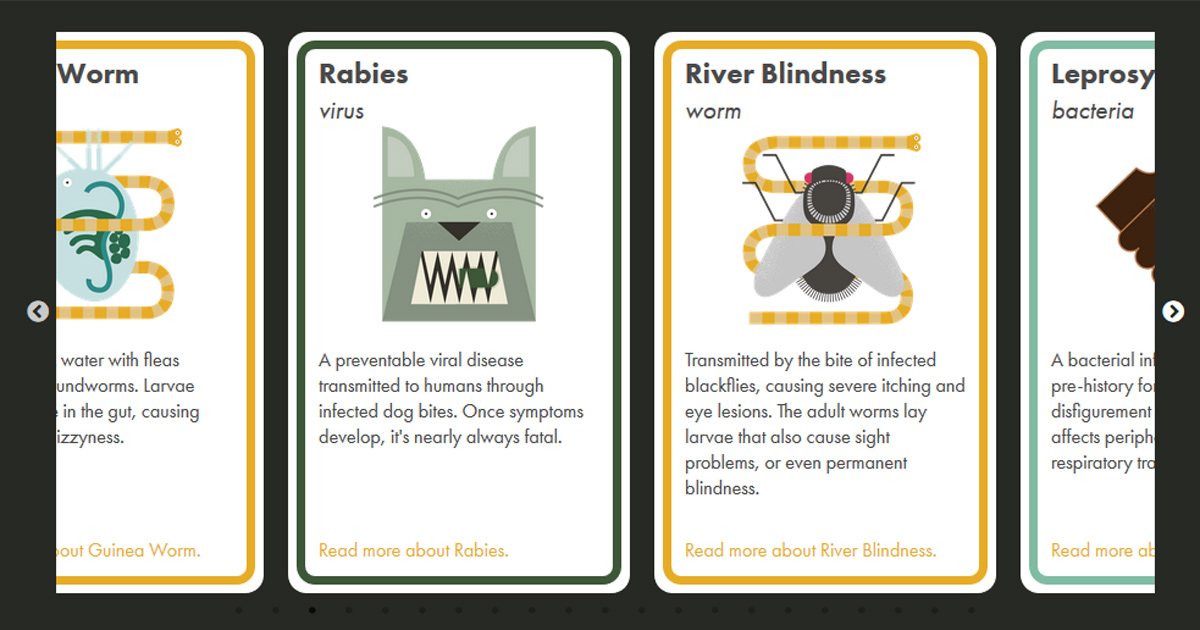 Worm
water with fleas
undworms. Larvae
in the gut, causing
izzyness.
out Guinea Worm.
Rabies
virus
A preventable viral disease
transmitted to humans through
infected dog bites. Once symptoms
develop, it's nearly always fatal.
Read more about Rabies.
River Blindness
worm
Transmitted by the bite of infected
blackflies, causing severe itching and
eye lesions. The adult worms lay
larvae that also cause sight
problems, or even permanent
blindness.
Read more about River Blindness.
Leprosy
bacteria
A bacterial in
pre-history fo
disfigurement
affects periph
respiratory tra
Read more ab